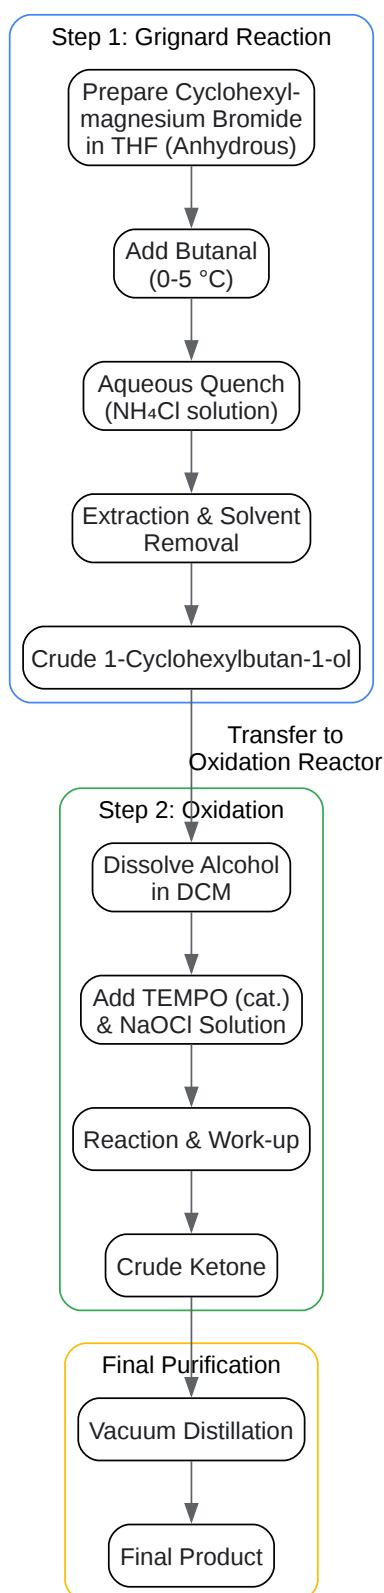 Step 1: Grignard Reaction
Prepare Cyclohexyl-
magnesium Bromide
in THF (Anhydrous)
Add Butanal
(0-5 °C)
Aqueous Quench
(NH₄Cl solution)
Extraction & Solvent
Removal
Crude 1-Cyclohexylbutan-1-ol
Transfer to
Oxidation Reactor
Step 2: Oxidation
Dissolve Alcohol
in DCM
Add TEMPO (cat.)
& NaOCl Solution
Reaction & Work-up
Crude Ketone
Final Purification
Vacuum Distillation
Final Product